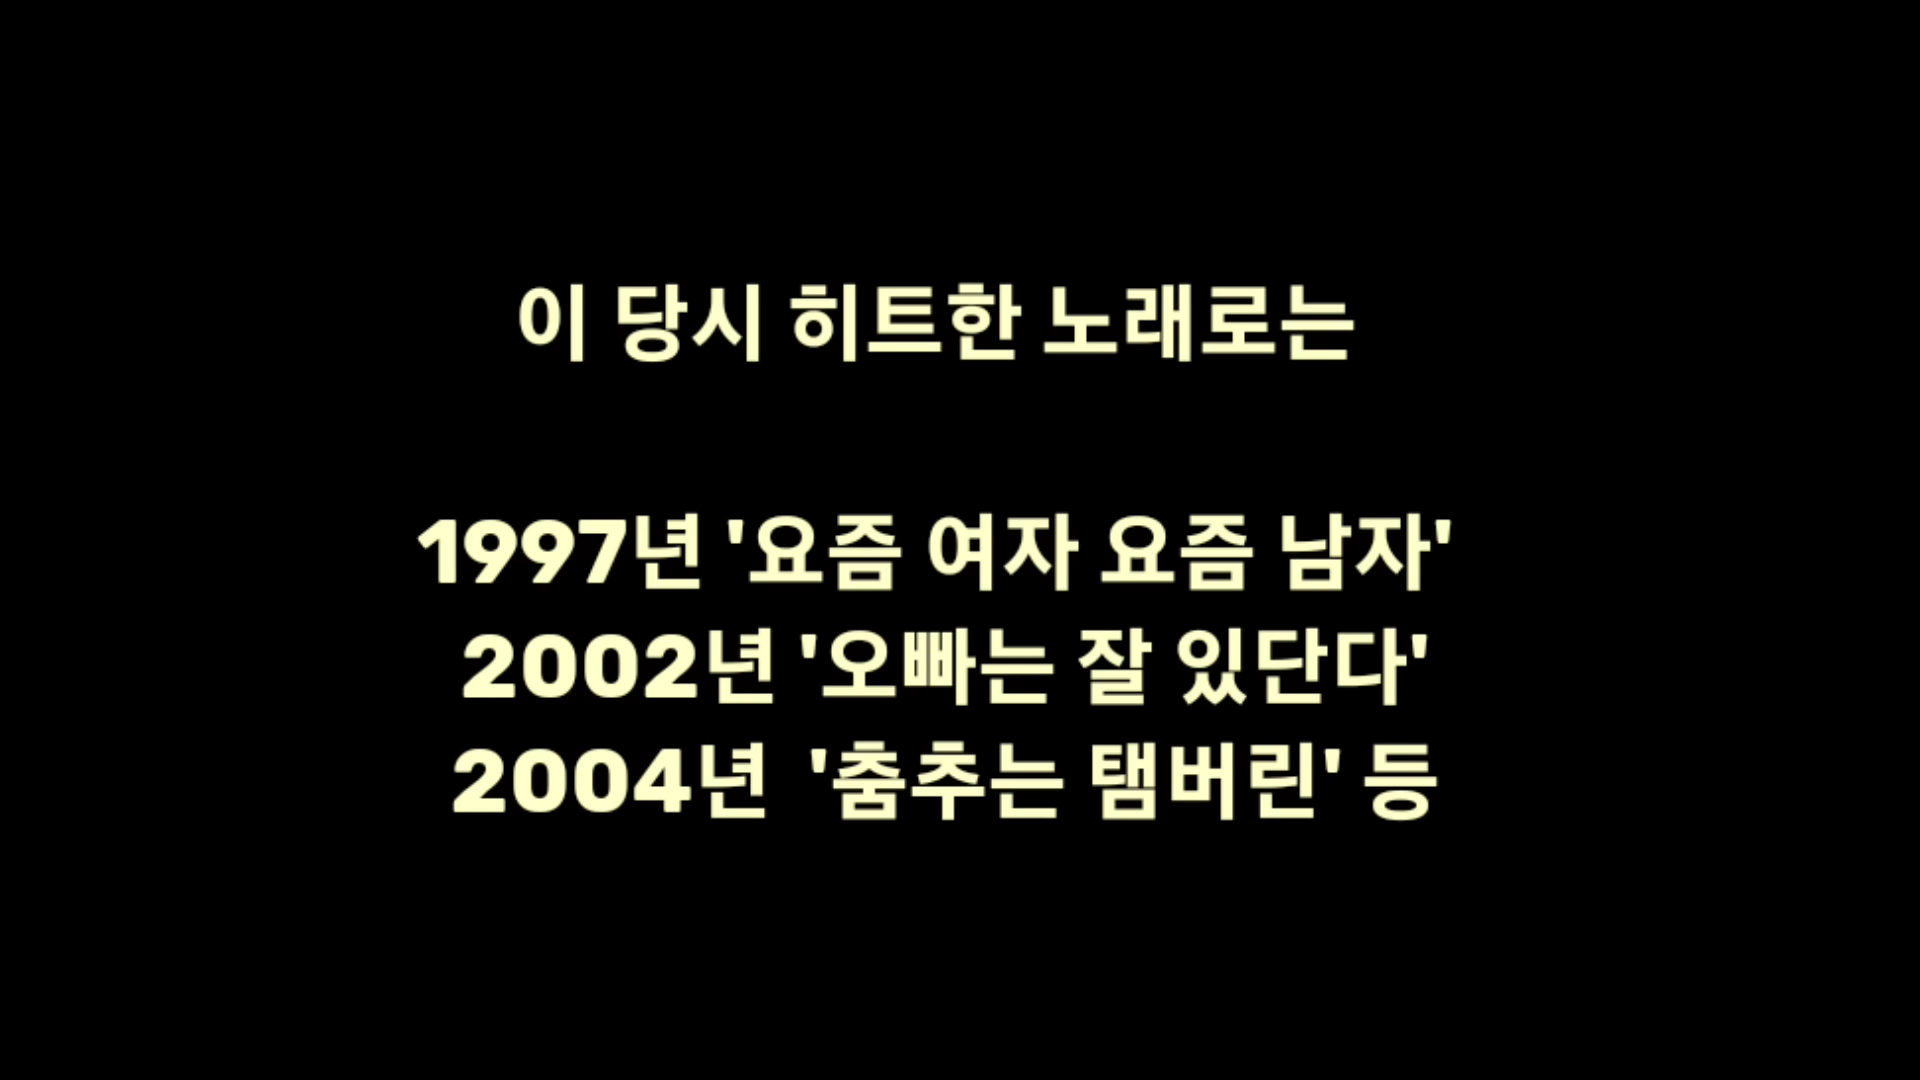 이 당시 히트한 노래로는
1997년 '요즘 여자 요즘 남자'
2002년 '오빠는 잘 있단다'
2004년 '춤추는 탬버린' 등